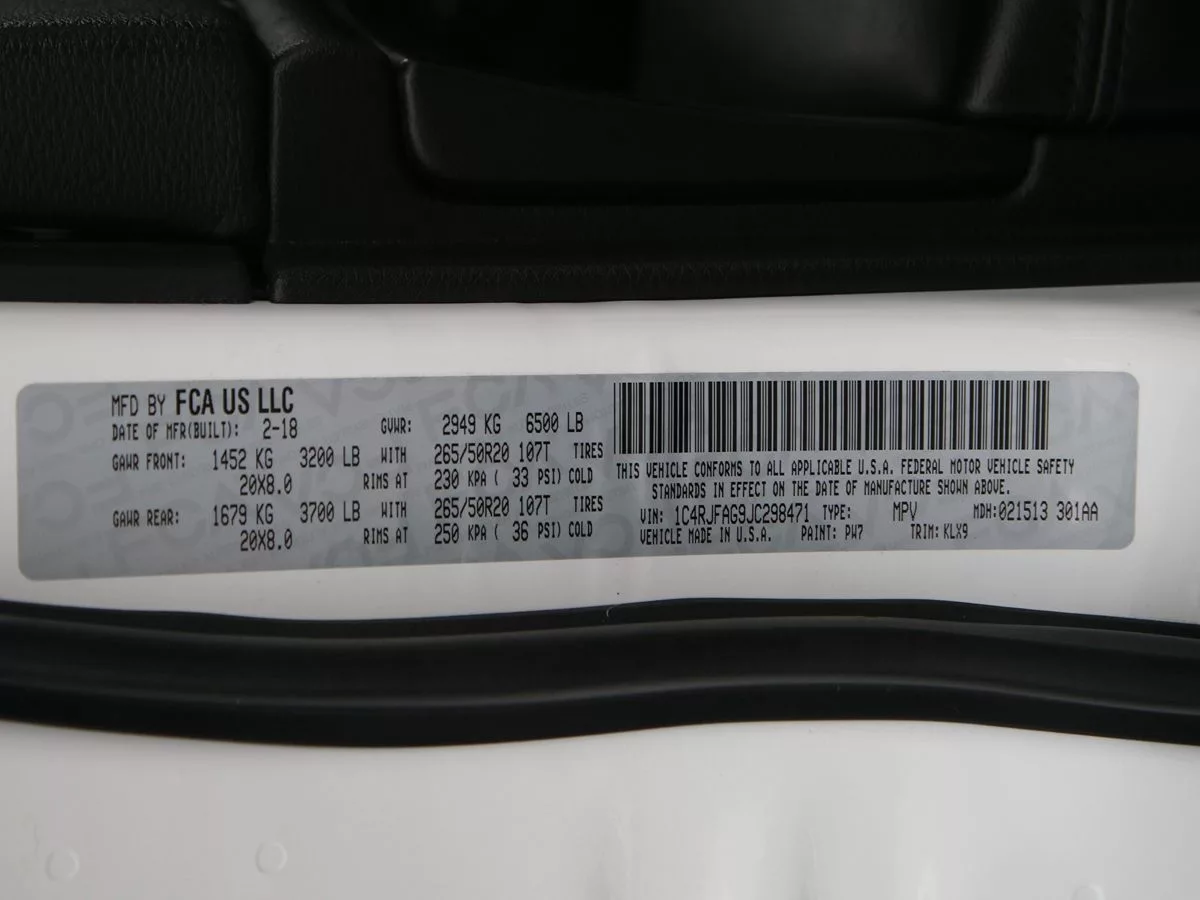 MFD BY FCA US LLC
DATE OF MFR(BUILT): 2-18 GVWR: 2949 KG 6500 LB
GAWR FRONT: 1452 KG 3200 LB WITH 265/50R20 107T TIRES
20X8.0 RIMS AT 230 KPA ( 33 PSI) COLD
GAWR REAR: 1679 KG 3700 LB WITH 265/50R20 107T TIRES
20X8.0 RIMS AT 250 KPA ( 36 PSI) COLD
THIS VEHICLE CONFORMS TO ALL APPLICABLE U.S.A. FEDERAL MOTOR VEHICLE SAFETY
STANDARDS IN EFFECT ON THE DATE OF MANUFACTURE SHOWN ABOVE.
VIN: 1C4RJFAG9JC298471 TYPE: MPV MDH: 021513 301AA
VEHICLE MADE IN U.S.A. PAINT: PW7 TRIM: KLX9